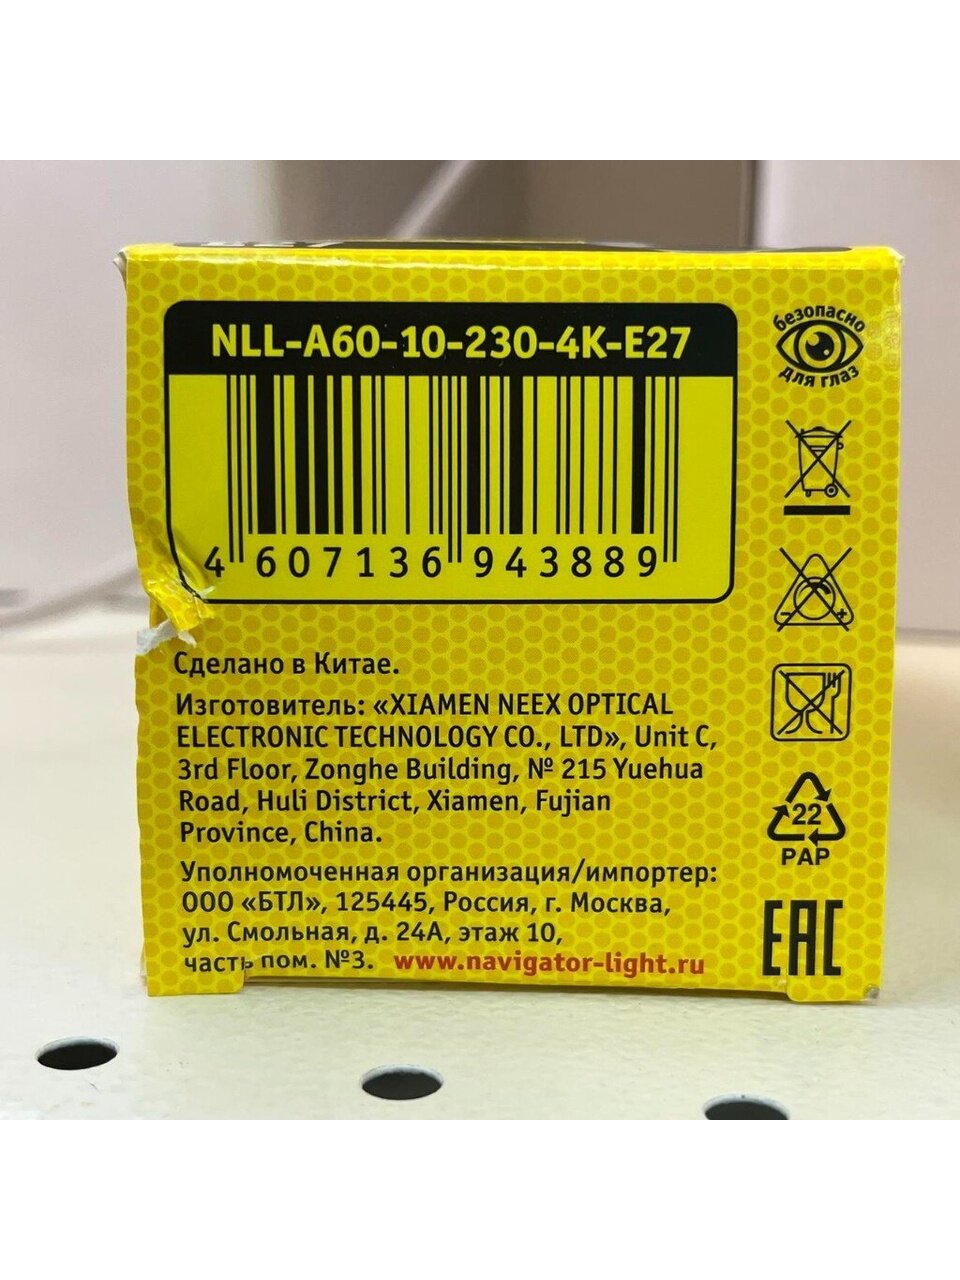 NLL-A60-10-230-4K-E27
4 607136 943889
безопасно
для глаз
Сделано в Китае.
Изготовитель: «XIAMEN NEEX OPTICAL
ELECTRONIC TECHNOLOGY CO., LTD», Unit C,
3rd Floor, Zonghe Building, № 215 Yuehua
Road, Huli District, Xiamen, Fujian
Province, China.
Уполномоченная организация/импортер:
ООО «БТЛ», 125445, Россия, г. Москва,
ул. Смольная, д. 24А, этаж 10,
часть пом. №3. www.navigator-light.ru
22
PAP
EAC